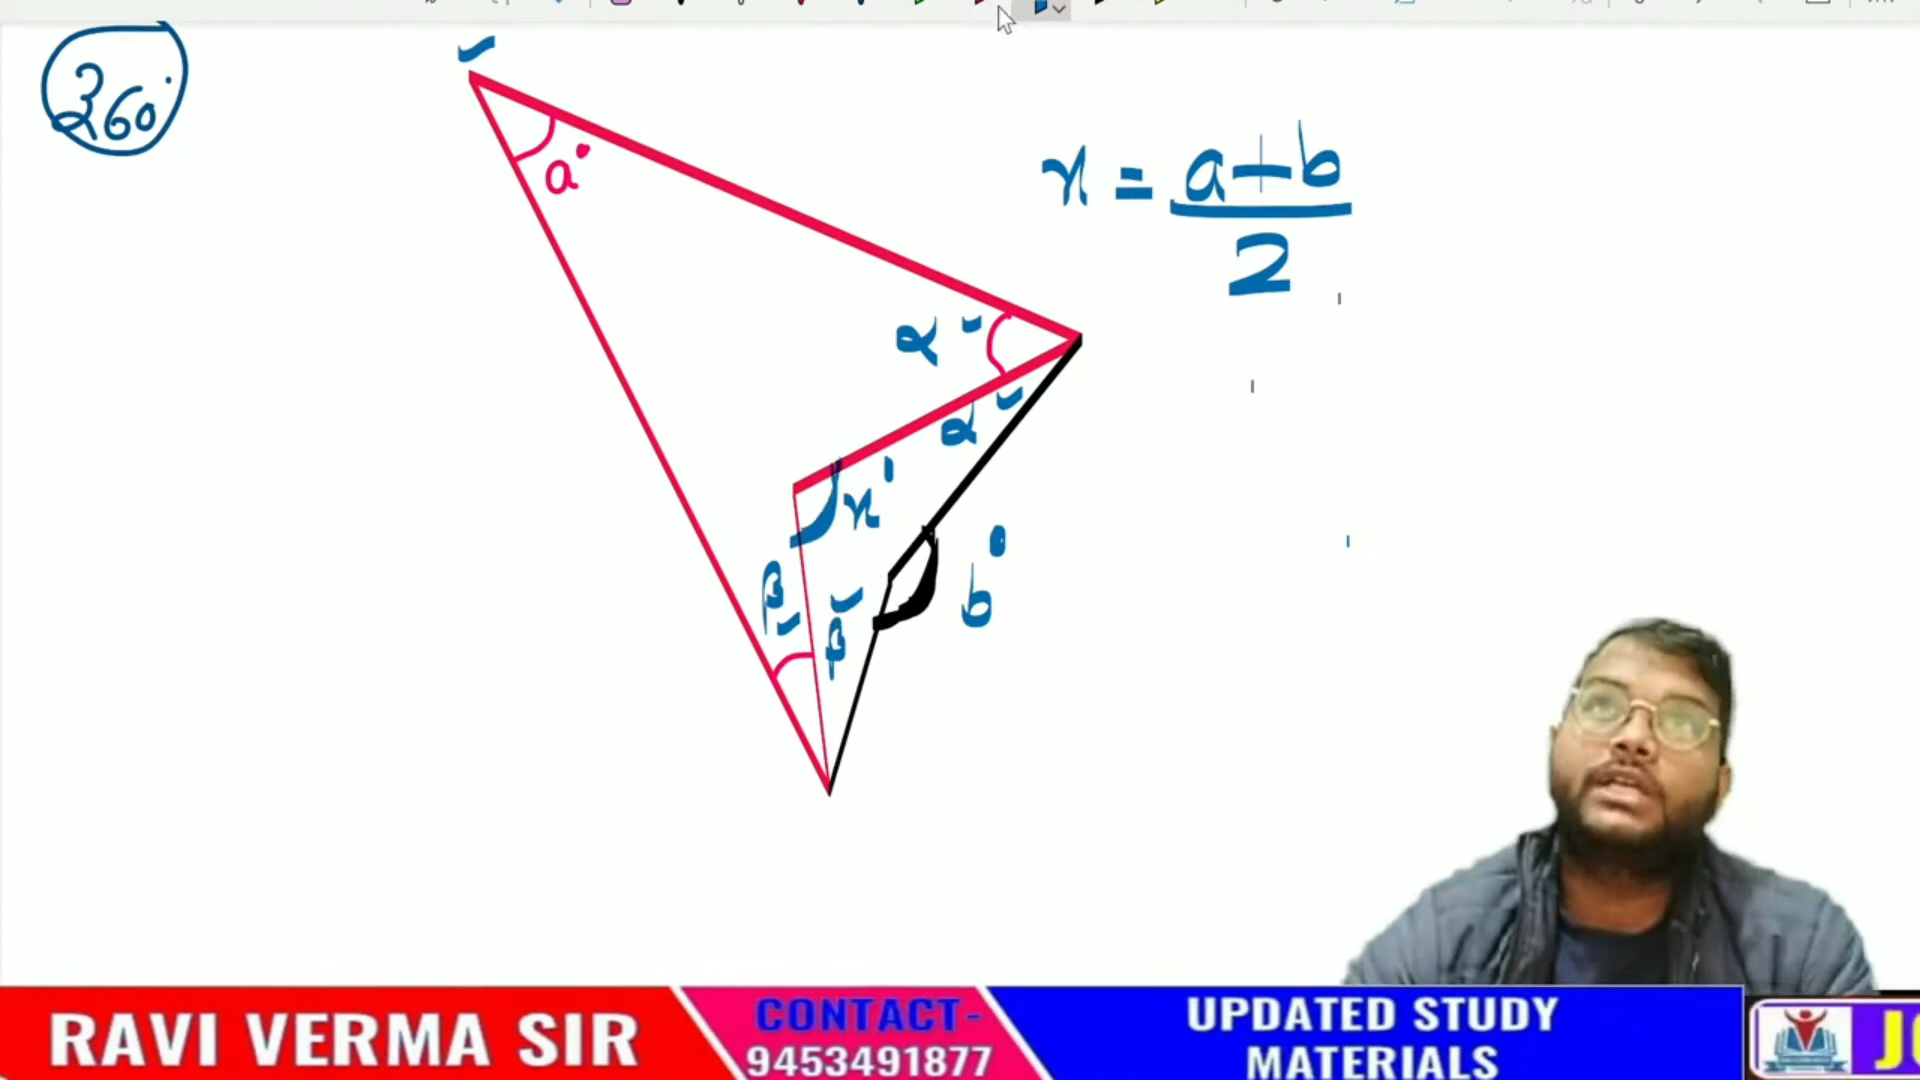 360°
a°
x = a+b
2
α
α
x
β
β
b°
RAVI VERMA SIR
CONTACT-
9453491877
UPDATED STUDY
MATERIALS